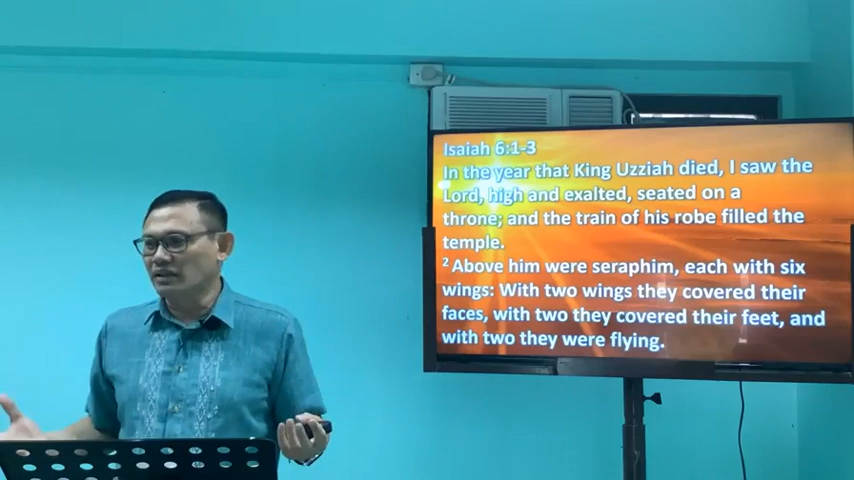 Isaiah 6:1-3
In the year that King Uzziah died, I saw the
Lord, high and exalted, seated on a
throne; and the train of his robe filled the
temple.
2 Above him were seraphim, each with six
wings: With two wings they covered their
faces, with two they covered their feet, and
with two they were flying.